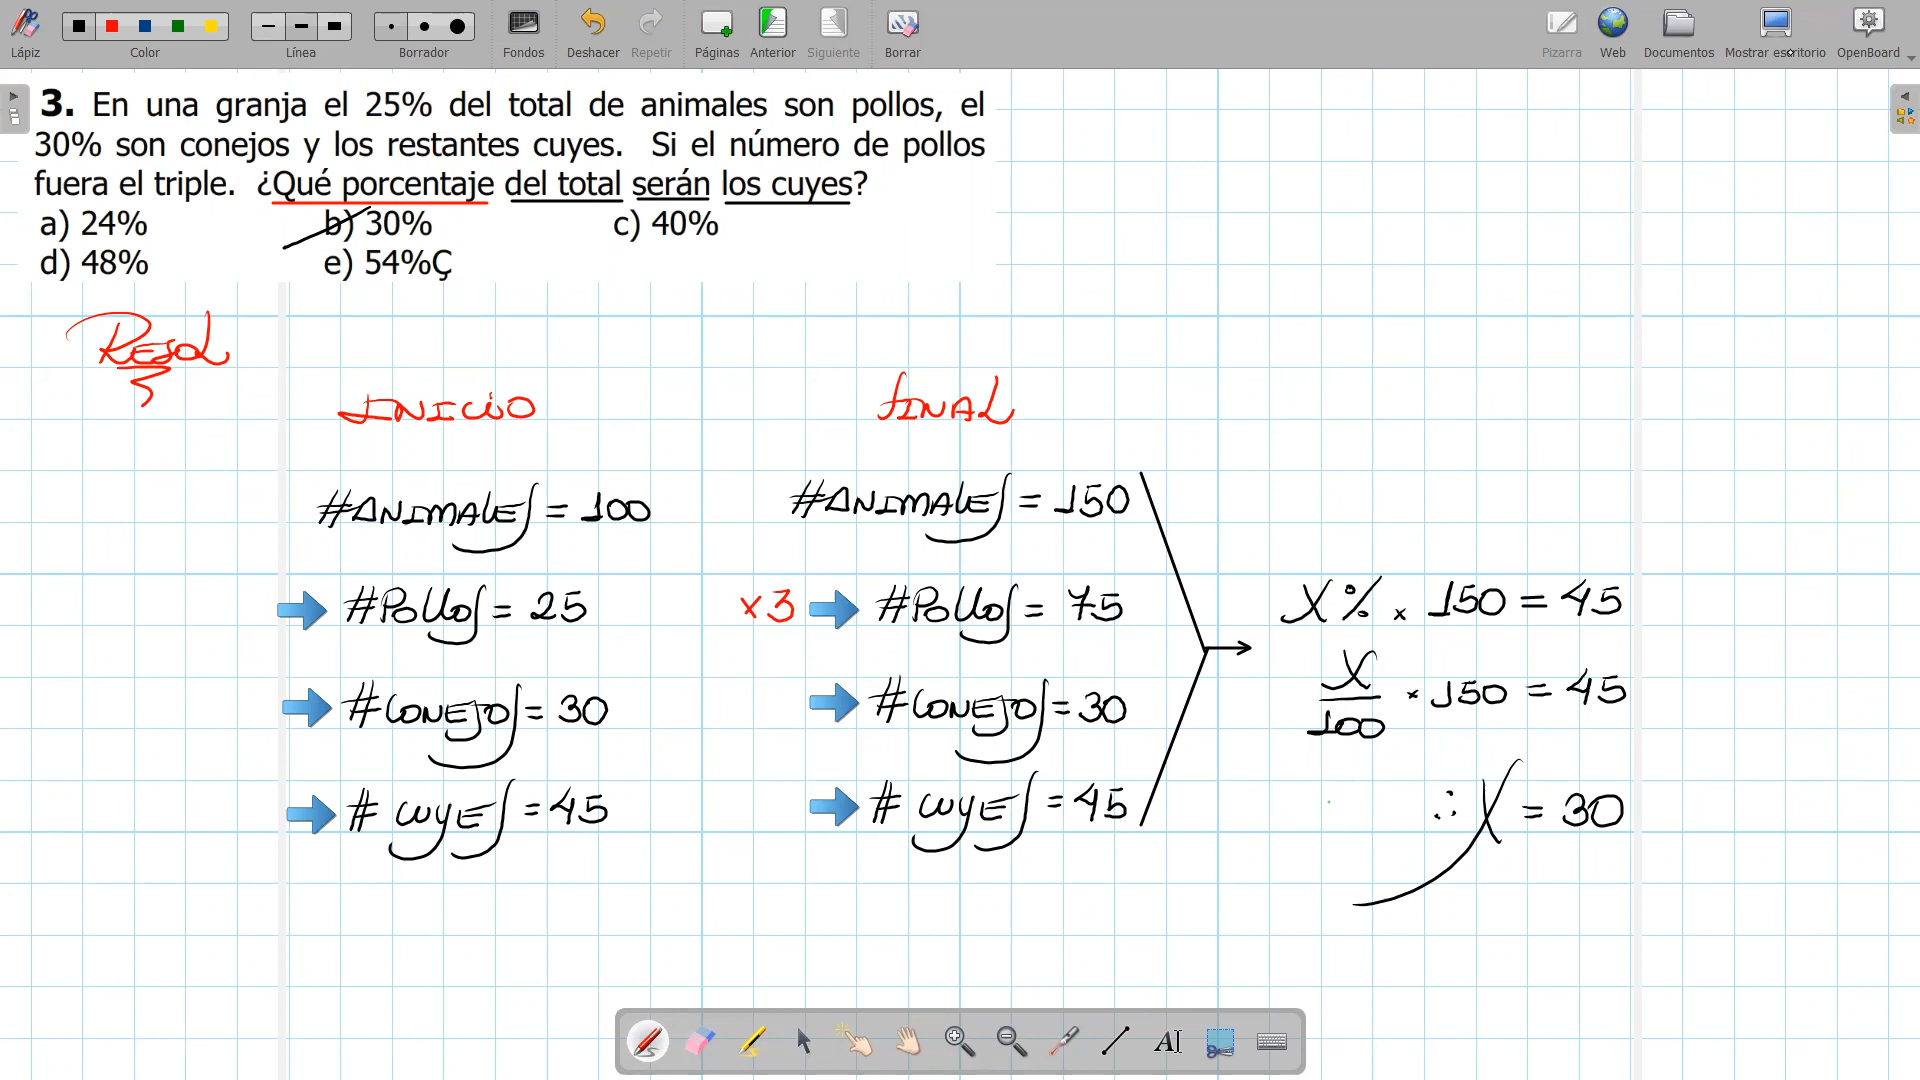 Lápiz Color Línea Borrador Fondos Deshacer Repetir Páginas Anterior Siguiente Borrar Pizarra Web Documentos Mostrar escritorio OpenBoard
3. En una granja el 25% del total de animales son pollos, el
30% son conejos y los restantes cuyes. Si el número de pollos
fuera el triple. ¿Qué porcentaje del total serán los cuyes?
a) 24% b) 30% c) 40%
d) 48% e) 54%Ç
RESOL
INICIO
#ANIMALES = 100
#POLLOS = 25
#CONEJOS = 30
# CUYES = 45
FINAL
#ANIMALES = 150
×3 #POLLOS = 75
#CONEJOS = 30
# CUYES = 45
X% × 150 = 45
X/100 × 150 = 45
∴ X = 30